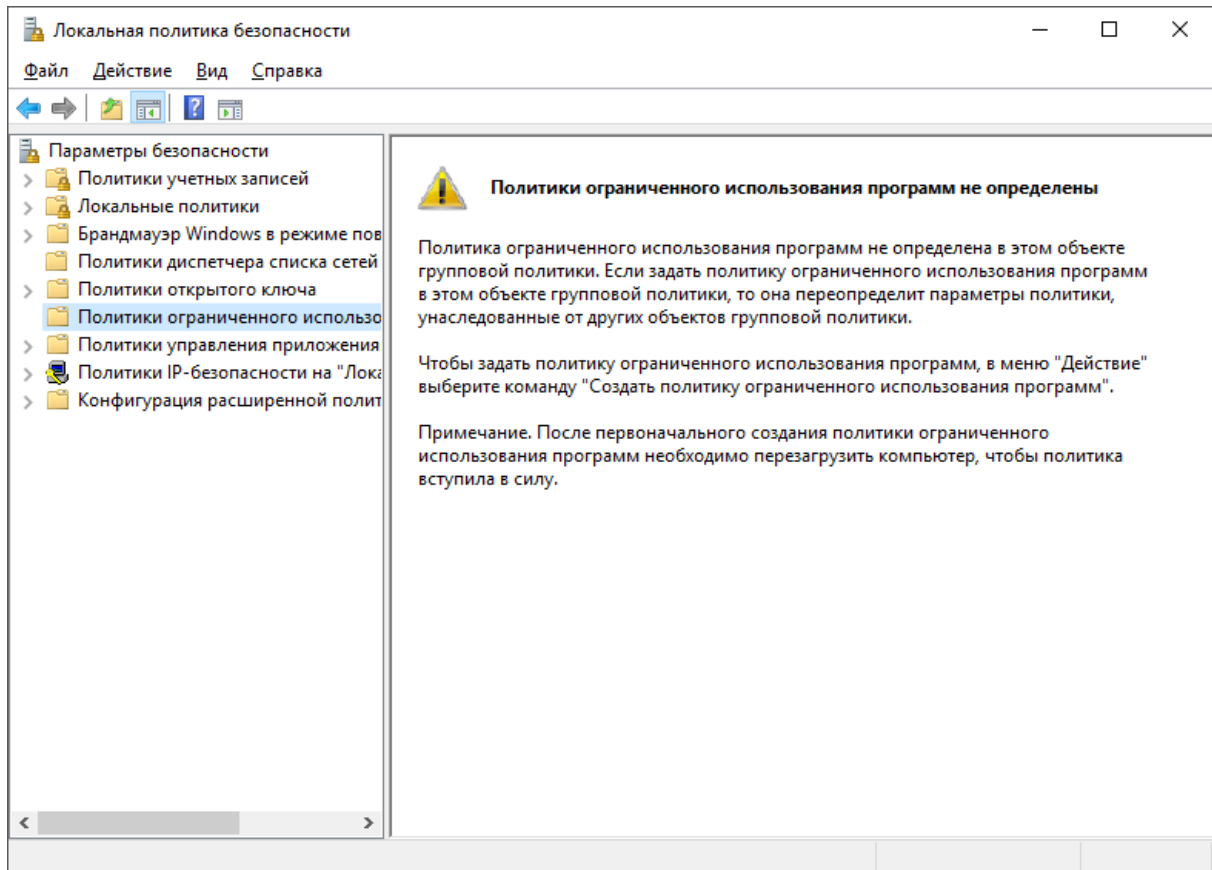 Локальная политика безопасности
Файл Действие Вид Справка
Параметры безопасности
Политики учетных записей
Локальные политики
Брандмауэр Windows в режиме пов
Политики диспетчера списка сетей
Политики открытого ключа
Политики ограниченного использо
Политики управления приложения
Политики IP-безопасности на "Лока
Конфигурация расширенной полит
Политики ограниченного использования программ не определены
Политика ограниченного использования программ не определена в этом объекте
групповой политики. Если задать политику ограниченного использования программ
в этом объекте групповой политики, то она переопределит параметры политики,
унаследованные от других объектов групповой политики.
Чтобы задать политику ограниченного использования программ, в меню "Действие"
выберите команду "Создать политику ограниченного использования программ".
Примечание. После первоначального создания политики ограниченного
использования программ необходимо перезагрузить компьютер, чтобы политика
вступила в силу.